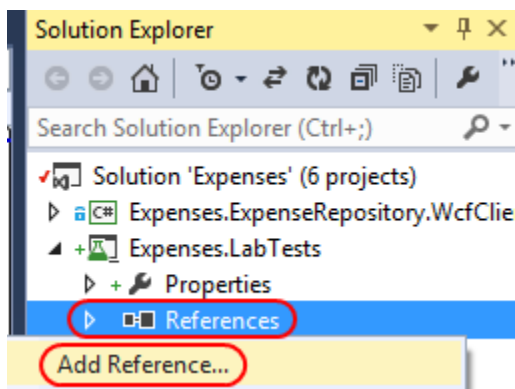 Solution Explorer
Search Solution Explorer (Ctrl+;)
Solution 'Expenses' (6 projects)
C# Expenses.ExpenseRepository.WcfClie
Expenses.LabTests
Properties
References
Add Reference...